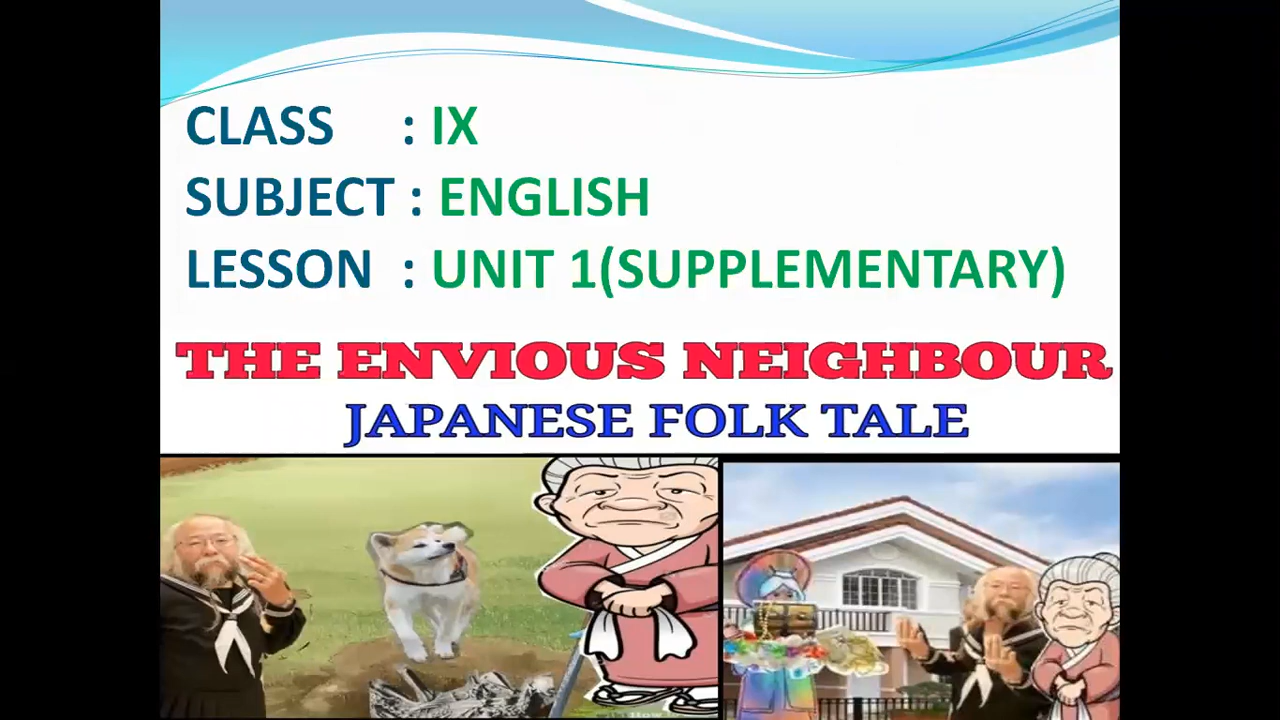 CLASS : IX
SUBJECT : ENGLISH
LESSON : UNIT 1(SUPPLEMENTARY)
THE ENVIOUS NEIGHBOUR
JAPANESE FOLK TALE